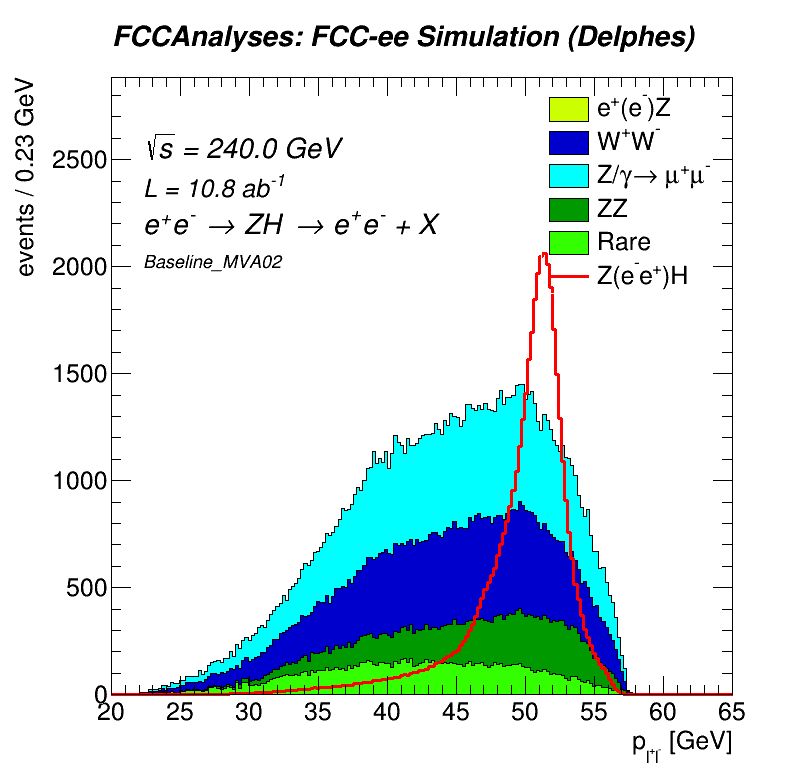 FCCAnalyses: FCC-ee Simulation (Delphes)
events / 0.23 GeV
√s = 240.0 GeV
L = 10.8 ab⁻¹
e⁺e⁻ → ZH → e⁺e⁻ + X
Baseline_MVA02
e⁺(e⁻)Z
W⁺W⁻
Z/γ→ μ⁺μ⁻
ZZ
Rare
Z(e⁻e⁺)H
2500
2000
1500
1000
500
0
20 25 30 35 40 45 50 55 60 65
p_l⁺l⁻ [GeV]